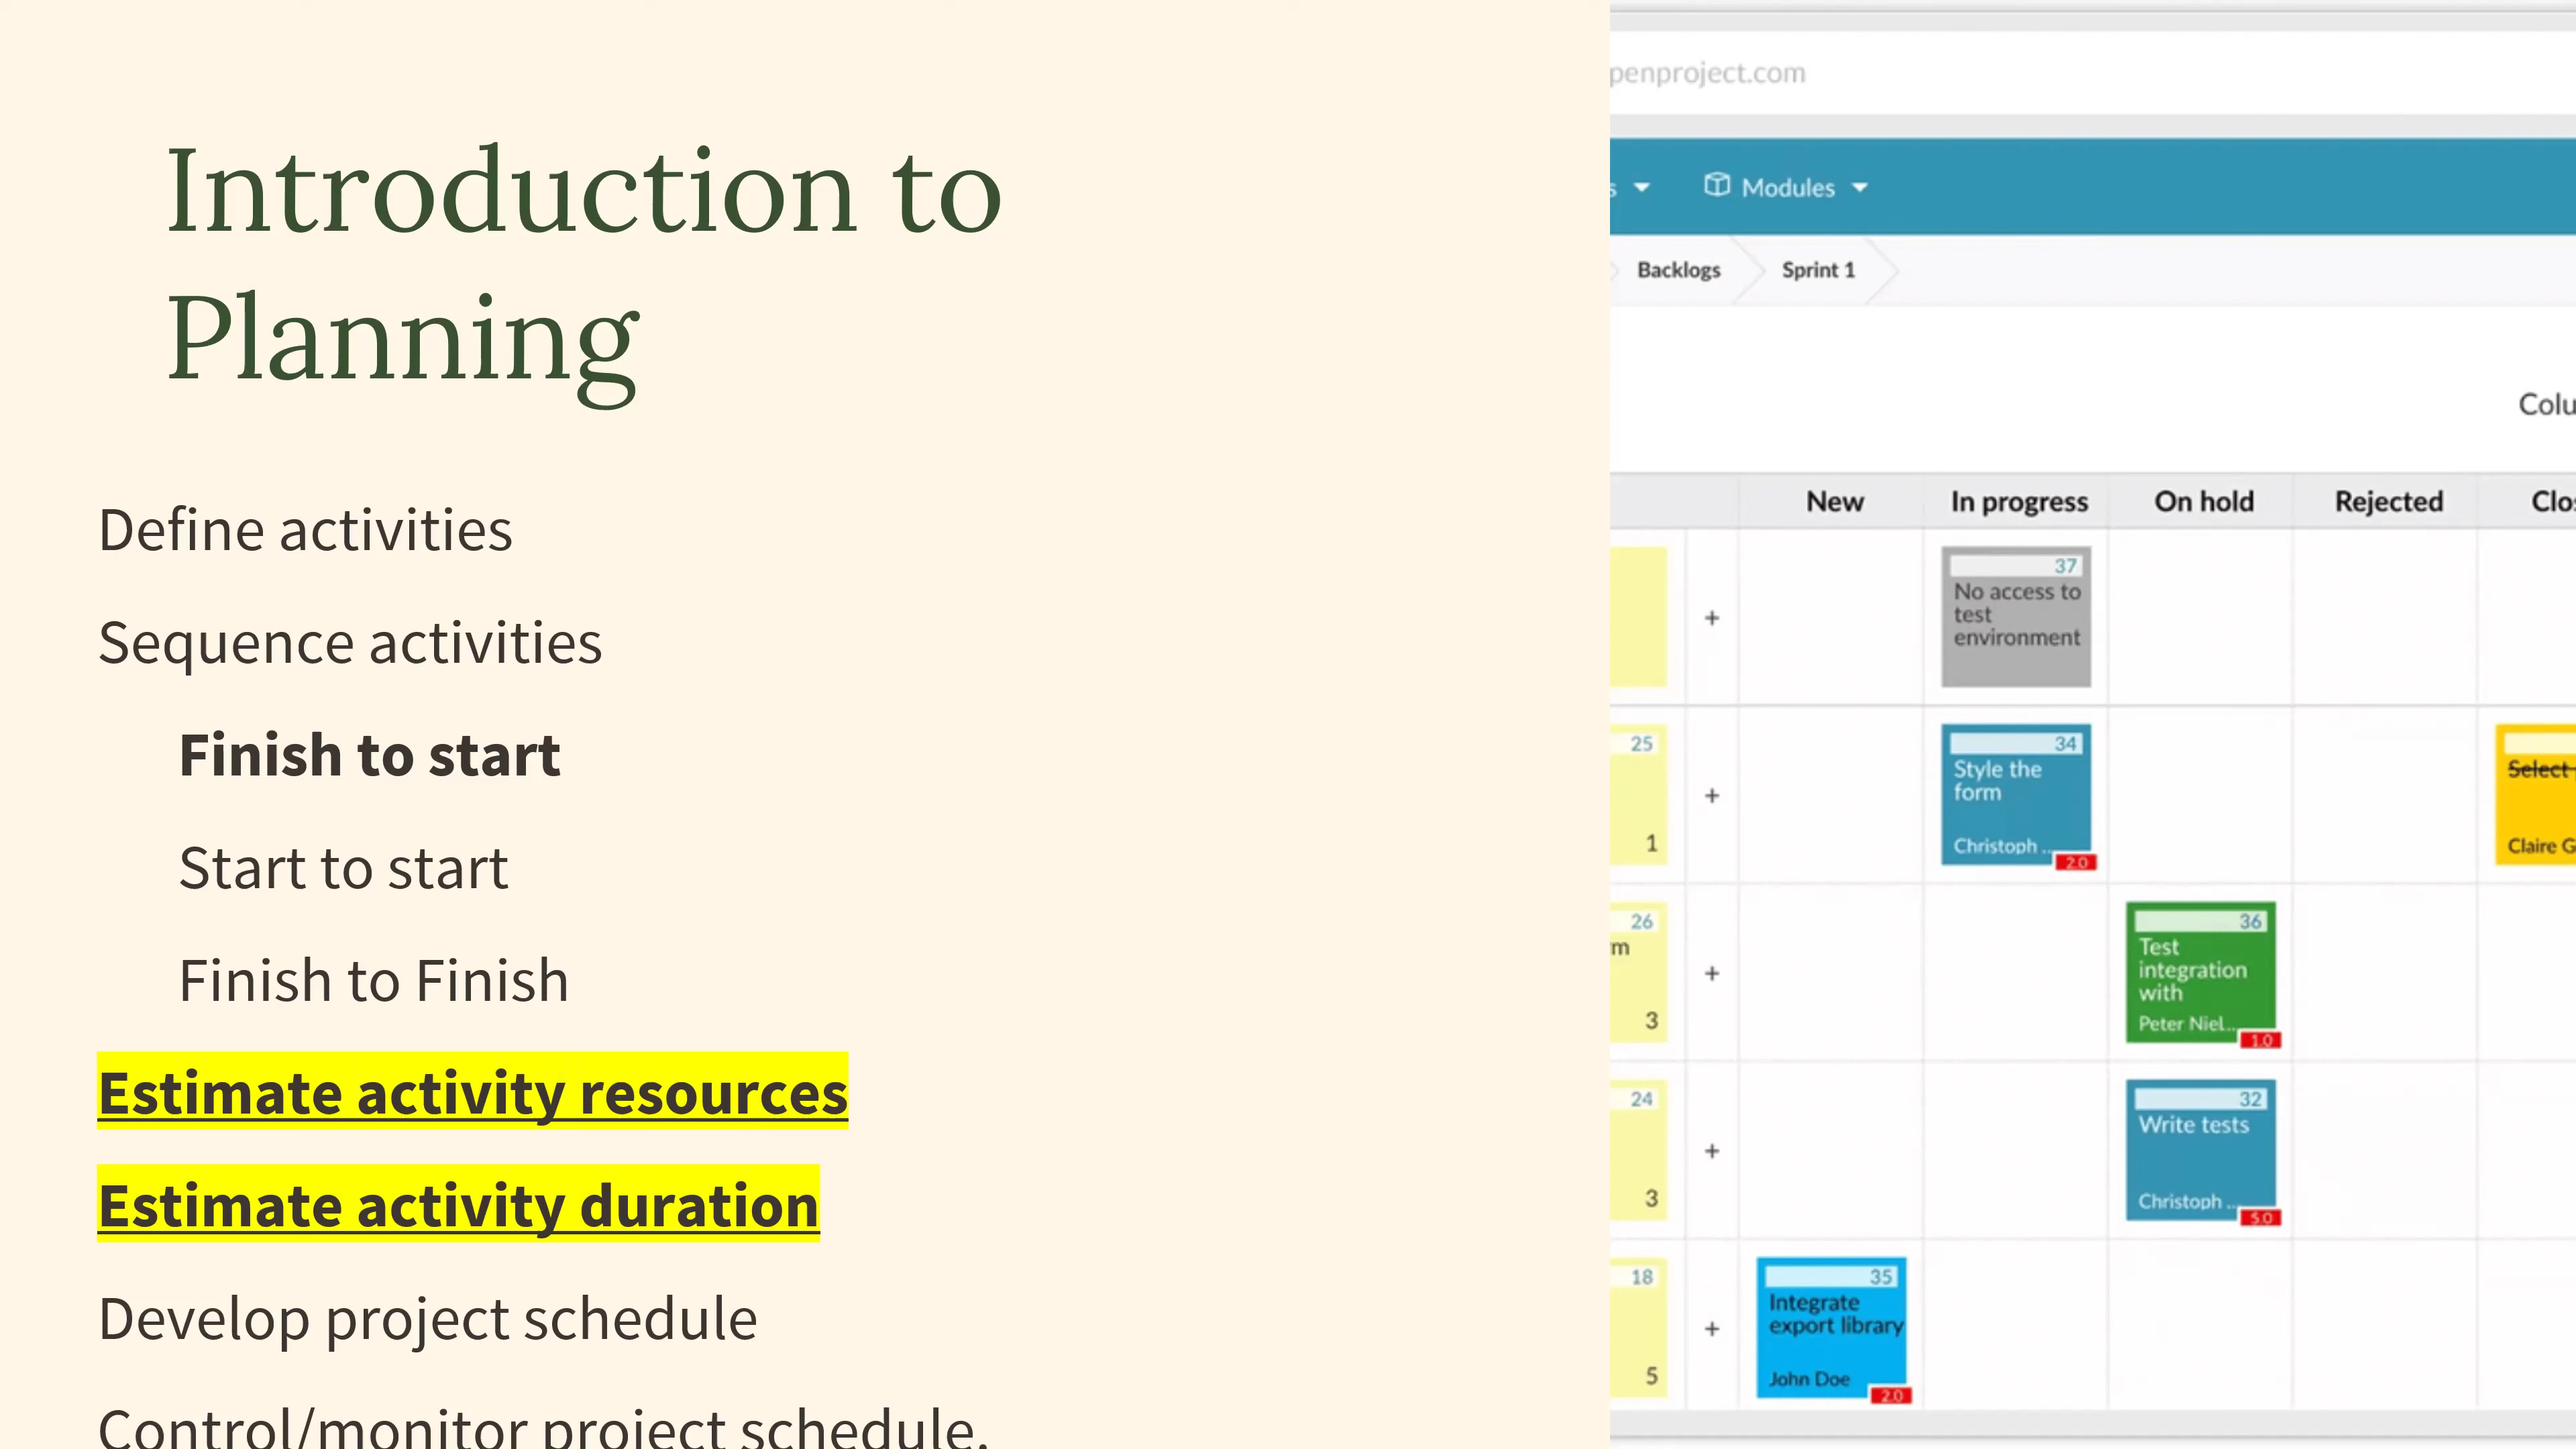 Introduction to
Planning
Define activities
Sequence activities
Finish to start
Start to start
Finish to Finish
Estimate activity resources
Estimate activity duration
Develop project schedule
Control/monitor project schedule.
penproject.com
s
Modules
Backlogs
Sprint 1
Colu
New
In progress
On hold
Rejected
Clos
+
37
No access to
test
environment
25
1
+
34
Style the
form
Christoph ...
2.0
Select
Claire G
26
m
3
+
36
Test
integration
with
Peter Niel...
1.0
24
3
+
32
Write tests
Christoph ...
5.0
18
5
+
35
Integrate
export library
John Doe
2.0